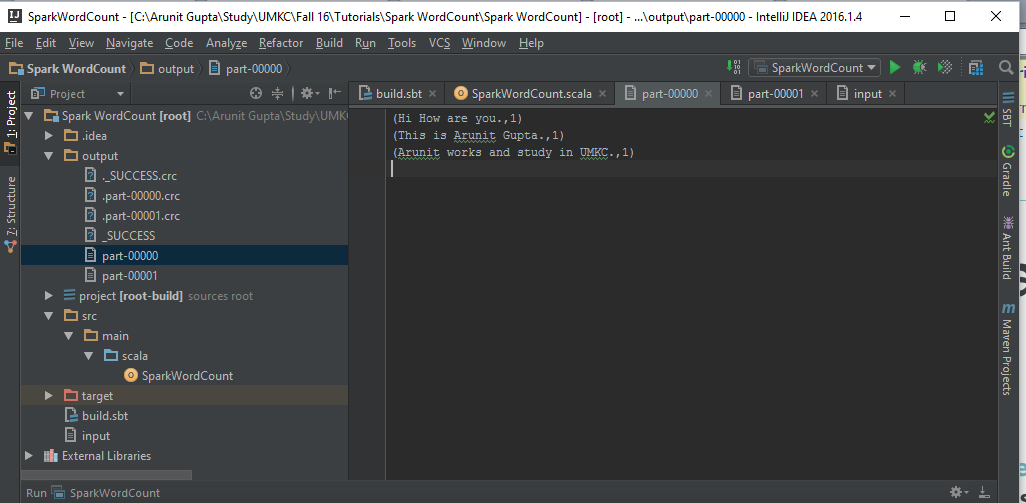 SparkWordCount - [C:\Arunit Gupta\Study\UMKC\Fall 16\Tutorials\Spark WordCount\Spark WordCount] - [root] - ...\output\part-00000 - IntelliJ IDEA 2016.1.4
File Edit View Navigate Code Analyze Refactor Build Run Tools VCS Window Help
Spark WordCount output part-00000 SparkWordCount
Project build.sbt SparkWordCount.scala part-00000 part-00001 input
1: Project
7: Structure
Spark WordCount [root] C:\Arunit Gupta\Study\UMK
.idea
output
._SUCCESS.crc
.part-00000.crc
.part-00001.crc
_SUCCESS
part-00000
part-00001
project [root-build] sources root
src
main
scala
SparkWordCount
target
build.sbt
input
External Libraries
(Hi How are you.,1)
(This is Arunit Gupta.,1)
(Arunit works and study in UMKC.,1)
SBT
Gradle
Ant Build
Maven Projects
Run SparkWordCount